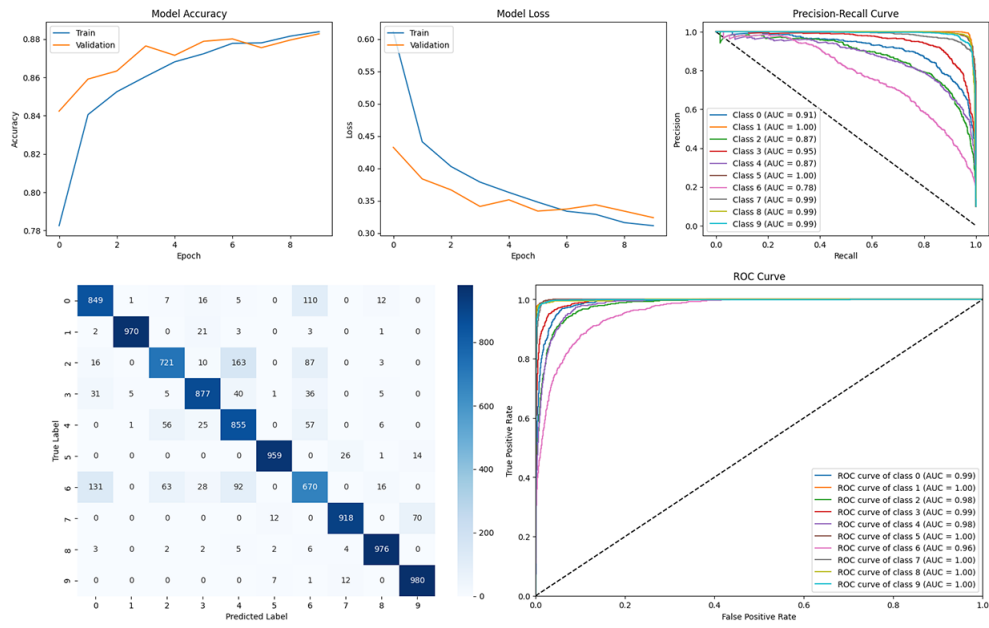 Model Accuracy
Train
Validation
0.88
0.86
0.84
0.82
0.80
0.78
Accuracy
0 2 4 6 8
Epoch
Model Loss
Train
Validation
0.60
0.55
0.50
0.45
0.40
0.35
0.30
Loss
0 2 4 6 8
Epoch
Precision-Recall Curve
1.0
0.8
0.6
0.4
0.2
0.0
Precision
Class 0 (AUC = 0.91)
Class 1 (AUC = 1.00)
Class 2 (AUC = 0.87)
Class 3 (AUC = 0.95)
Class 4 (AUC = 0.87)
Class 5 (AUC = 1.00)
Class 6 (AUC = 0.78)
Class 7 (AUC = 0.99)
Class 8 (AUC = 0.99)
Class 9 (AUC = 0.99)
0.0 0.2 0.4 0.6 0.8 1.0
Recall
True Label
0 849 1 7 16 5 0 110 0 12 0
1 2 970 0 21 3 0 3 0 1 0
2 16 0 721 10 163 0 87 0 3 0
3 31 5 5 877 40 1 36 0 5 0
4 0 1 56 25 855 0 57 0 6 0
5 0 0 0 0 0 959 0 26 1 14
6 131 0 63 28 92 0 670 0 16 0
7 0 0 0 0 0 12 0 918 0 70
8 3 0 2 2 5 2 6 4 976 0
9 0 0 0 0 0 7 1 12 0 980
0 1 2 3 4 5 6 7 8 9
Predicted Label
800
600
400
200
0
ROC Curve
1.0
0.8
0.6
0.4
0.2
0.0
True Positive Rate
ROC curve of class 0 (AUC = 0.99)
ROC curve of class 1 (AUC = 1.00)
ROC curve of class 2 (AUC = 0.98)
ROC curve of class 3 (AUC = 0.99)
ROC curve of class 4 (AUC = 0.98)
ROC curve of class 5 (AUC = 1.00)
ROC curve of class 6 (AUC = 0.96)
ROC curve of class 7 (AUC = 1.00)
ROC curve of class 8 (AUC = 1.00)
ROC curve of class 9 (AUC = 1.00)
0.0 0.2 0.4 0.6 0.8 1.0
False Positive Rate